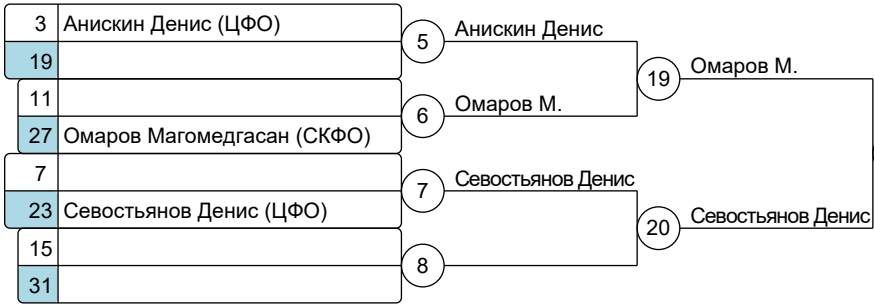 3 Анискин Денис (ЦФО)
19
5 Анискин Денис
11
27 Омаров Магомедгасан (СКФО)
6 Омаров М.
19 Омаров М.
7
23 Севостьянов Денис (ЦФО)
7 Севостьянов Денис
15
31
8
20 Севостьянов Денис